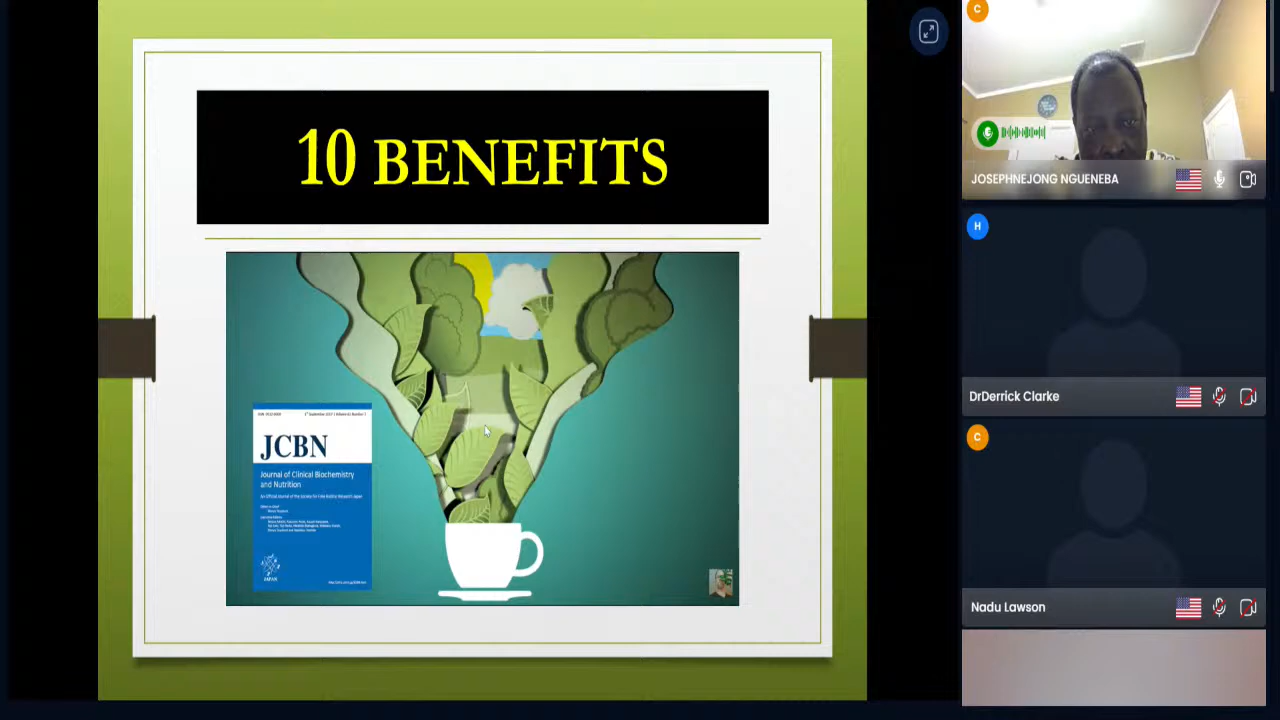 10 BENEFITS
JCBN
Journal of Clinical Biochemistry
and Nutrition
C
JOSEPHNEJONG NGUENEBA
H
DrDerrick Clarke
C
Nadu Lawson